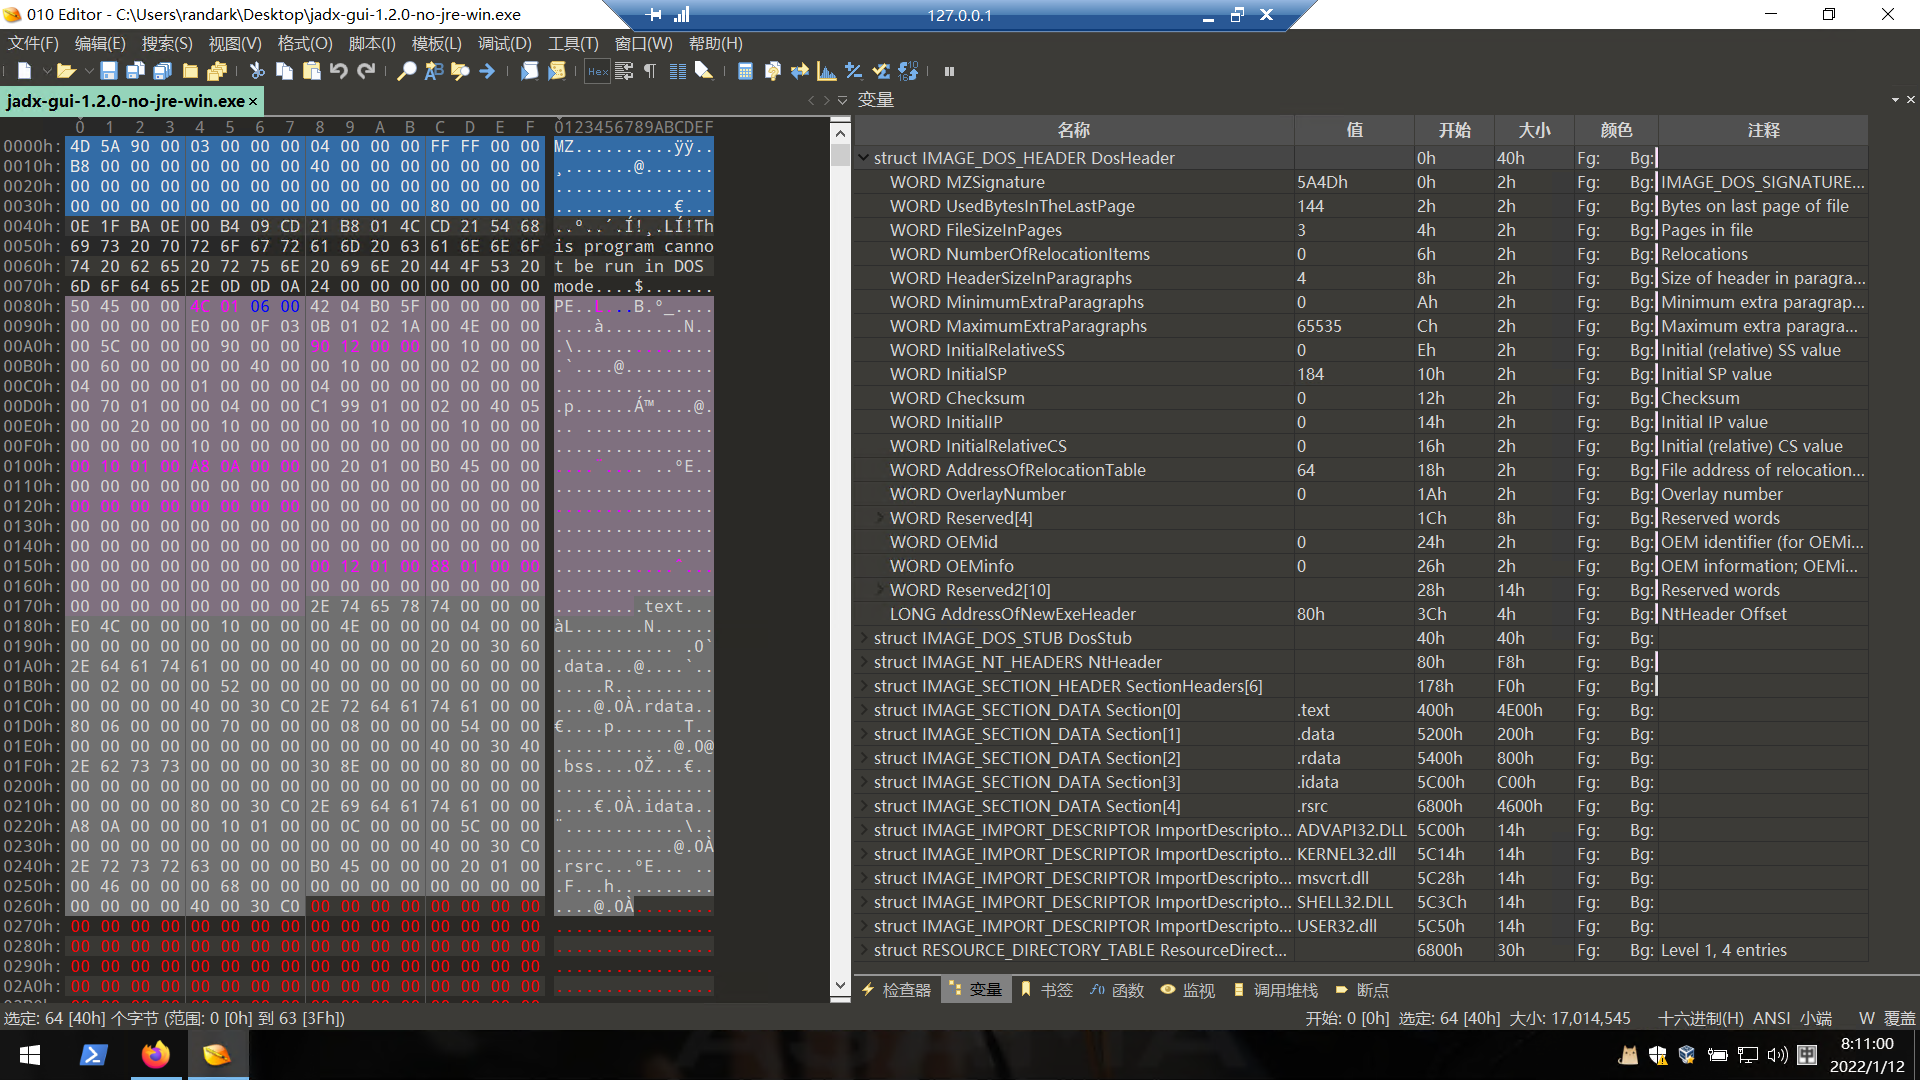 010 Editor - C:\Users\randark\Desktop\jadx-gui-1.2.0-no-jre-win.exe
127.0.0.1
文件(F) 编辑(E) 搜索(S) 视图(V) 格式(O) 脚本(I) 模板(L) 调试(D) 工具(T) 窗口(W) 帮助(H)
jadx-gui-1.2.0-no-jre-win.exe
变量
0 1 2 3 4 5 6 7 8 9 A B C D E F 0123456789ABCDEF
0000h: 4D 5A 90 00 03 00 00 00 04 00 00 00 FF FF 00 00 MZ..........ÿÿ..
0010h: B8 00 00 00 00 00 00 00 40 00 00 00 00 00 00 00 ¸.......@.......
0020h: 00 00 00 00 00 00 00 00 00 00 00 00 00 00 00 00 ................
0030h: 00 00 00 00 00 00 00 00 00 00 00 00 80 00 00 00 ............€...
0040h: 0E 1F BA 0E 00 B4 09 CD 21 B8 01 4C CD 21 54 68 ..º..´.Í!¸.LÍ!Th
0050h: 69 73 20 70 72 6F 67 72 61 6D 20 63 61 6E 6E 6F is program canno
0060h: 74 20 62 65 20 72 75 6E 20 69 6E 20 44 4F 53 20 t be run in DOS
0070h: 6D 6F 64 65 2E 0D 0D 0A 24 00 00 00 00 00 00 00 mode....$.......
0080h: 50 45 00 00 4C 01 06 00 42 04 B0 5F 00 00 00 00 PE..L...B.°_....
0090h: 00 00 00 00 E0 00 0F 03 0B 01 02 1A 00 4E 00 00 ....à........N..
00A0h: 00 5C 00 00 00 90 00 00 90 12 00 00 00 10 00 00 .\..............
00B0h: 00 60 00 00 00 00 40 00 00 10 00 00 00 02 00 00 .`....@.........
00C0h: 04 00 00 00 01 00 00 00 04 00 00 00 00 00 00 00 ................
00D0h: 00 70 01 00 00 04 00 00 C1 99 01 00 02 00 40 05 .p......Á™....@.
00E0h: 00 00 20 00 00 10 00 00 00 00 10 00 00 10 00 00 .. .............
00F0h: 00 00 00 00 10 00 00 00 00 00 00 00 00 00 00 00 ................
0100h: 00 10 01 00 A8 0A 00 00 00 20 01 00 B0 45 00 00 ....¨.... ..°E..
0110h: 00 00 00 00 00 00 00 00 00 00 00 00 00 00 00 00 ................
0120h: 00 00 00 00 00 00 00 00 00 00 00 00 00 00 00 00 ................
0130h: 00 00 00 00 00 00 00 00 00 00 00 00 00 00 00 00 ................
0140h: 00 00 00 00 00 00 00 00 00 00 00 00 00 00 00 00 ................
0150h: 00 00 00 00 00 00 00 00 00 12 01 00 88 01 00 00 ............ˆ...
0160h: 00 00 00 00 00 00 00 00 00 00 00 00 00 00 00 00 ................
0170h: 00 00 00 00 00 00 00 00 2E 74 65 78 74 00 00 00 .........text...
0180h: E0 4C 00 00 00 10 00 00 00 4E 00 00 00 04 00 00 àL.......N......
0190h: 00 00 00 00 00 00 00 00 00 00 00 00 20 00 30 60 ............ .0`
01A0h: 2E 64 61 74 61 00 00 00 40 00 00 00 00 60 00 00 .data...@....`..
01B0h: 00 02 00 00 00 52 00 00 00 00 00 00 00 00 00 00 .....R..........
01C0h: 00 00 00 00 40 00 30 C0 2E 72 64 61 74 61 00 00 ....@.0À.rdata..
01D0h: 80 06 00 00 00 70 00 00 00 08 00 00 00 54 00 00 €....p.......T..
01E0h: 00 00 00 00 00 00 00 00 00 00 00 00 40 00 30 40 ............@.0@
01F0h: 2E 62 73 73 00 00 00 00 30 8E 00 00 00 80 00 00 .bss....0Ž...€..
0200h: 00 00 00 00 00 00 00 00 00 00 00 00 00 00 00 00 ................
0210h: 00 00 00 00 80 00 30 C0 2E 69 64 61 74 61 00 00 ....€.0À.idata..
0220h: A8 0A 00 00 00 10 01 00 00 0C 00 00 00 5C 00 00 ¨............\..
0230h: 00 00 00 00 00 00 00 00 00 00 00 00 40 00 30 C0 ............@.0À
0240h: 2E 72 73 72 63 00 00 00 B0 45 00 00 00 20 01 00 .rsrc...°E... ..
0250h: 00 46 00 00 00 68 00 00 00 00 00 00 00 00 00 00 .F...h..........
0260h: 00 00 00 00 40 00 30 C0 00 00 00 00 00 00 00 00 ....@.0À........
0270h: 00 00 00 00 00 00 00 00 00 00 00 00 00 00 00 00 ................
0280h: 00 00 00 00 00 00 00 00 00 00 00 00 00 00 00 00 ................
0290h: 00 00 00 00 00 00 00 00 00 00 00 00 00 00 00 00 ................
02A0h: 00 00 00 00 00 00 00 00 00 00 00 00 00 00 00 00 ................
名称 值 开始 大小 颜色 注释
struct IMAGE_DOS_HEADER DosHeader 0h 40h Fg: Bg:
WORD MZSignature 5A4Dh 0h 2h Fg: Bg: IMAGE_DOS_SIGNATURE...
WORD UsedBytesInTheLastPage 144 2h 2h Fg: Bg: Bytes on last page of file
WORD FileSizeInPages 3 4h 2h Fg: Bg: Pages in file
WORD NumberOfRelocationItems 0 6h 2h Fg: Bg: Relocations
WORD HeaderSizeInParagraphs 4 8h 2h Fg: Bg: Size of header in paragra...
WORD MinimumExtraParagraphs 0 Ah 2h Fg: Bg: Minimum extra paragrap...
WORD MaximumExtraParagraphs 65535 Ch 2h Fg: Bg: Maximum extra paragra...
WORD InitialRelativeSS 0 Eh 2h Fg: Bg: Initial (relative) SS value
WORD InitialSP 184 10h 2h Fg: Bg: Initial SP value
WORD Checksum 0 12h 2h Fg: Bg: Checksum
WORD InitialIP 0 14h 2h Fg: Bg: Initial IP value
WORD InitialRelativeCS 0 16h 2h Fg: Bg: Initial (relative) CS value
WORD AddressOfRelocationTable 64 18h 2h Fg: Bg: File address of relocation...
WORD OverlayNumber 0 1Ah 2h Fg: Bg: Overlay number
WORD Reserved[4] 1Ch 8h Fg: Bg: Reserved words
WORD OEMid 0 24h 2h Fg: Bg: OEM identifier (for OEMi...
WORD OEMinfo 0 26h 2h Fg: Bg: OEM information; OEMi...
WORD Reserved2[10] 28h 14h Fg: Bg: Reserved words
LONG AddressOfNewExeHeader 80h 3Ch 4h Fg: Bg: NtHeader Offset
struct IMAGE_DOS_STUB DosStub 40h 40h Fg: Bg:
struct IMAGE_NT_HEADERS NtHeader 80h F8h Fg: Bg:
struct IMAGE_SECTION_HEADER SectionHeaders[6] 178h F0h Fg: Bg:
struct IMAGE_SECTION_DATA Section[0] .text 400h 4E00h Fg: Bg:
struct IMAGE_SECTION_DATA Section[1] .data 5200h 200h Fg: Bg:
struct IMAGE_SECTION_DATA Section[2] .rdata 5400h 800h Fg: Bg:
struct IMAGE_SECTION_DATA Section[3] .idata 5C00h C00h Fg: Bg:
struct IMAGE_SECTION_DATA Section[4] .rsrc 6800h 4600h Fg: Bg:
struct IMAGE_IMPORT_DESCRIPTOR ImportDescripto... ADVAPI32.DLL 5C00h 14h Fg: Bg:
struct IMAGE_IMPORT_DESCRIPTOR ImportDescripto... KERNEL32.dll 5C14h 14h Fg: Bg:
struct IMAGE_IMPORT_DESCRIPTOR ImportDescripto... msvcrt.dll 5C28h 14h Fg: Bg:
struct IMAGE_IMPORT_DESCRIPTOR ImportDescripto... SHELL32.DLL 5C3Ch 14h Fg: Bg:
struct IMAGE_IMPORT_DESCRIPTOR ImportDescripto... USER32.dll 5C50h 14h Fg: Bg:
struct RESOURCE_DIRECTORY_TABLE ResourceDirect... 6800h 30h Fg: Bg: Level 1, 4 entries
检查器 变量 书签 函数 监视 调用堆栈 断点
选定: 64 [40h] 个字节 (范围: 0 [0h] 到 63 [3Fh])
开始: 0 [0h] 选定: 64 [40h] 大小: 17,014,545 十六进制(H) ANSI 小端 W 覆盖
8:11:00
2022/1/12